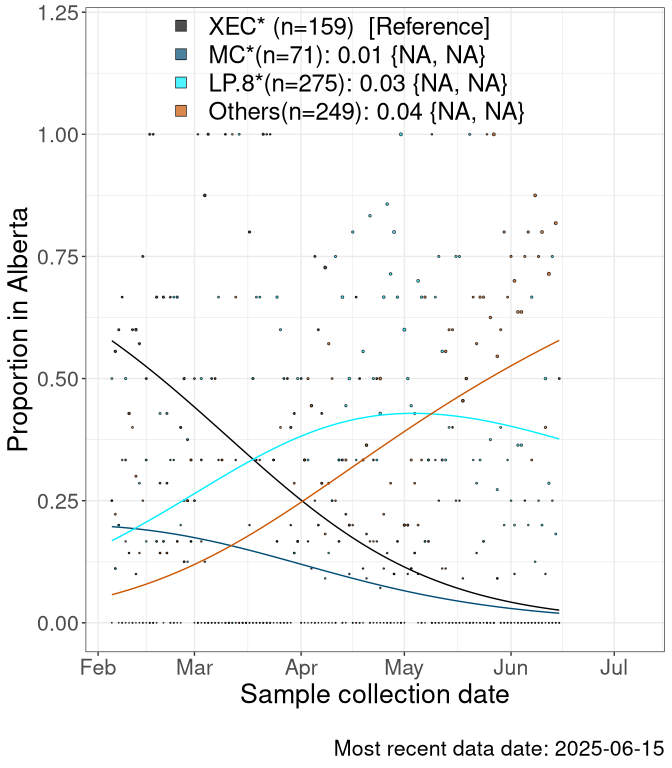 XEC* (n=159)  [Reference]
MC*(n=71): 0.01 {NA, NA}
LP.8*(n=275): 0.03 {NA, NA}
Others(n=249): 0.04 {NA, NA}
1.25
1.00
0.75
0.50
0.25
0.00
Proportion in Alberta
Feb Mar Apr May Jun Jul
Sample collection date
Most recent data date: 2025-06-15